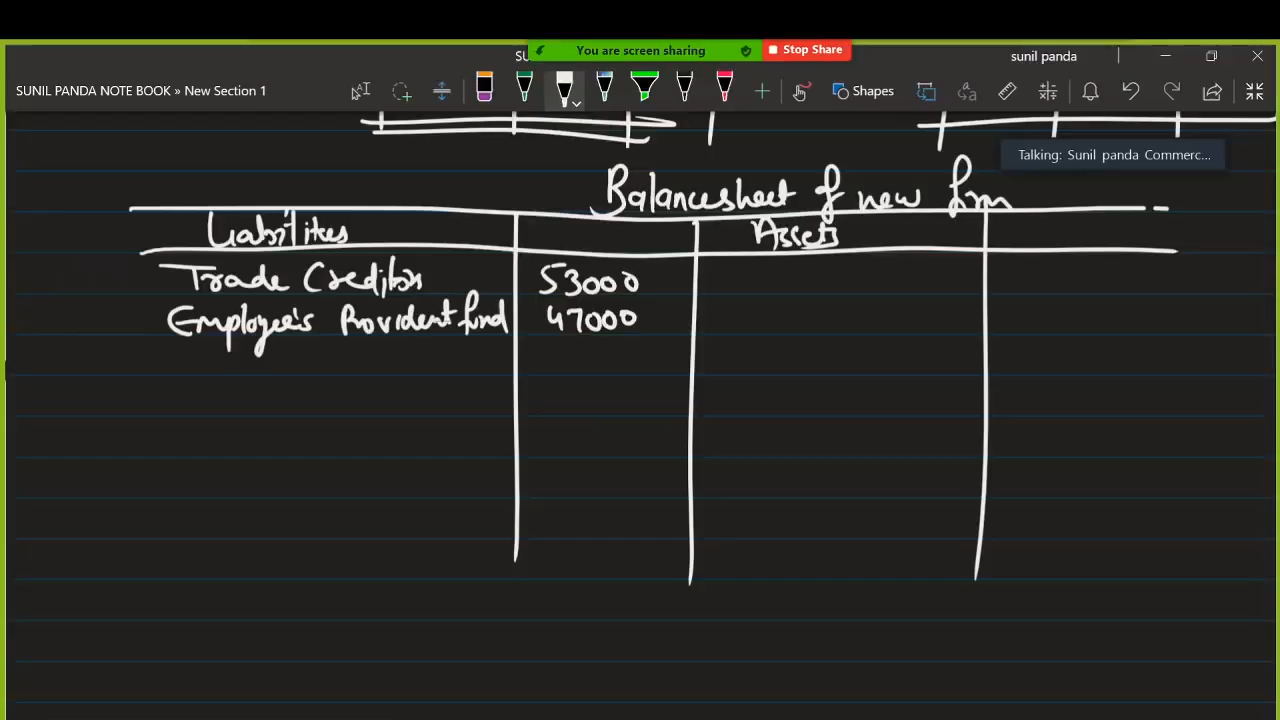 SU
You are screen sharing
Stop Share
sunil panda
SUNIL PANDA NOTE BOOK » New Section 1
Shapes
Talking: Sunil panda Commerc...
Balancesheet of new firm
Liabilities Assets
Trade Creditors 53000
Employee's Provident fund 47000